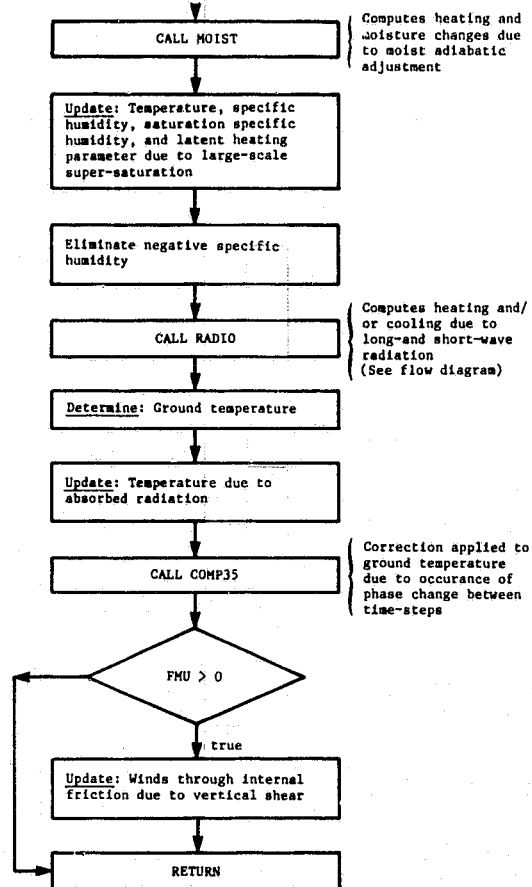 CALL MOIST
Computes heating and
moisture changes due
to moist adiabatic
adjustment
Update: Temperature, specific
humidity, saturation specific
humidity, and latent heating
parameter due to large-scale
super-saturation
Eliminate negative specific
humidity
CALL RADIO
Computes heating and/
or cooling due to
long-and short-wave
radiation
(See flow diagram)
Determine: Ground temperature
Update: Temperature due to
absorbed radiation
CALL COMP35
Correction applied to
ground temperature
due to occurance of
phase change between
time-steps
FMU > 0
true
Update: Winds through internal
friction due to vertical shear
RETURN